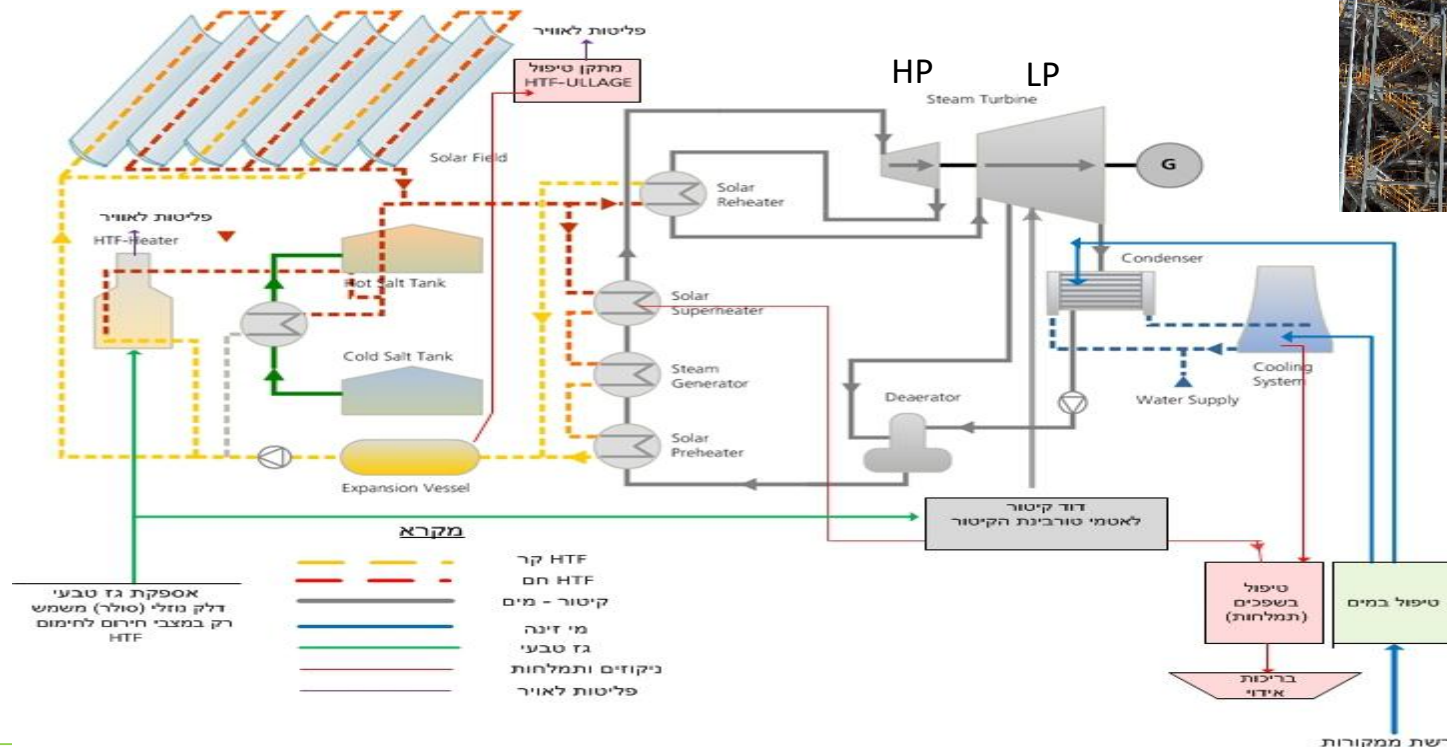 פליטות לאוויר
מתקן טיפול
HTF-ULLAGE
HP
LP
Steam Turbine
G
Solar Field
Solar
Reheater
פליטות לאוויר
HTF-Heater
Hot Salt Tank
Condenser
Solar
Superheater
Cold Salt Tank
Steam
Generator
Cooling
System
Water Supply
Deaerator
Solar
Preheater
Expansion Vessel
דוד קיטור
לאטמי טורבינת הקיטור
מקרא
HTF קר
HTF חם
קיטור - מים
מי זינה
גז טבעי
ניקוזים ותמלחות
פליטות לאויר
אספקת גז טבעי
דלק נוזלי (סולר) משמש
רק במצבי חירום לחימום
HTF
טיפול
בשפכים
(תמלחות)
טיפול במים
בריכות
אידוי
רשת ממקורות